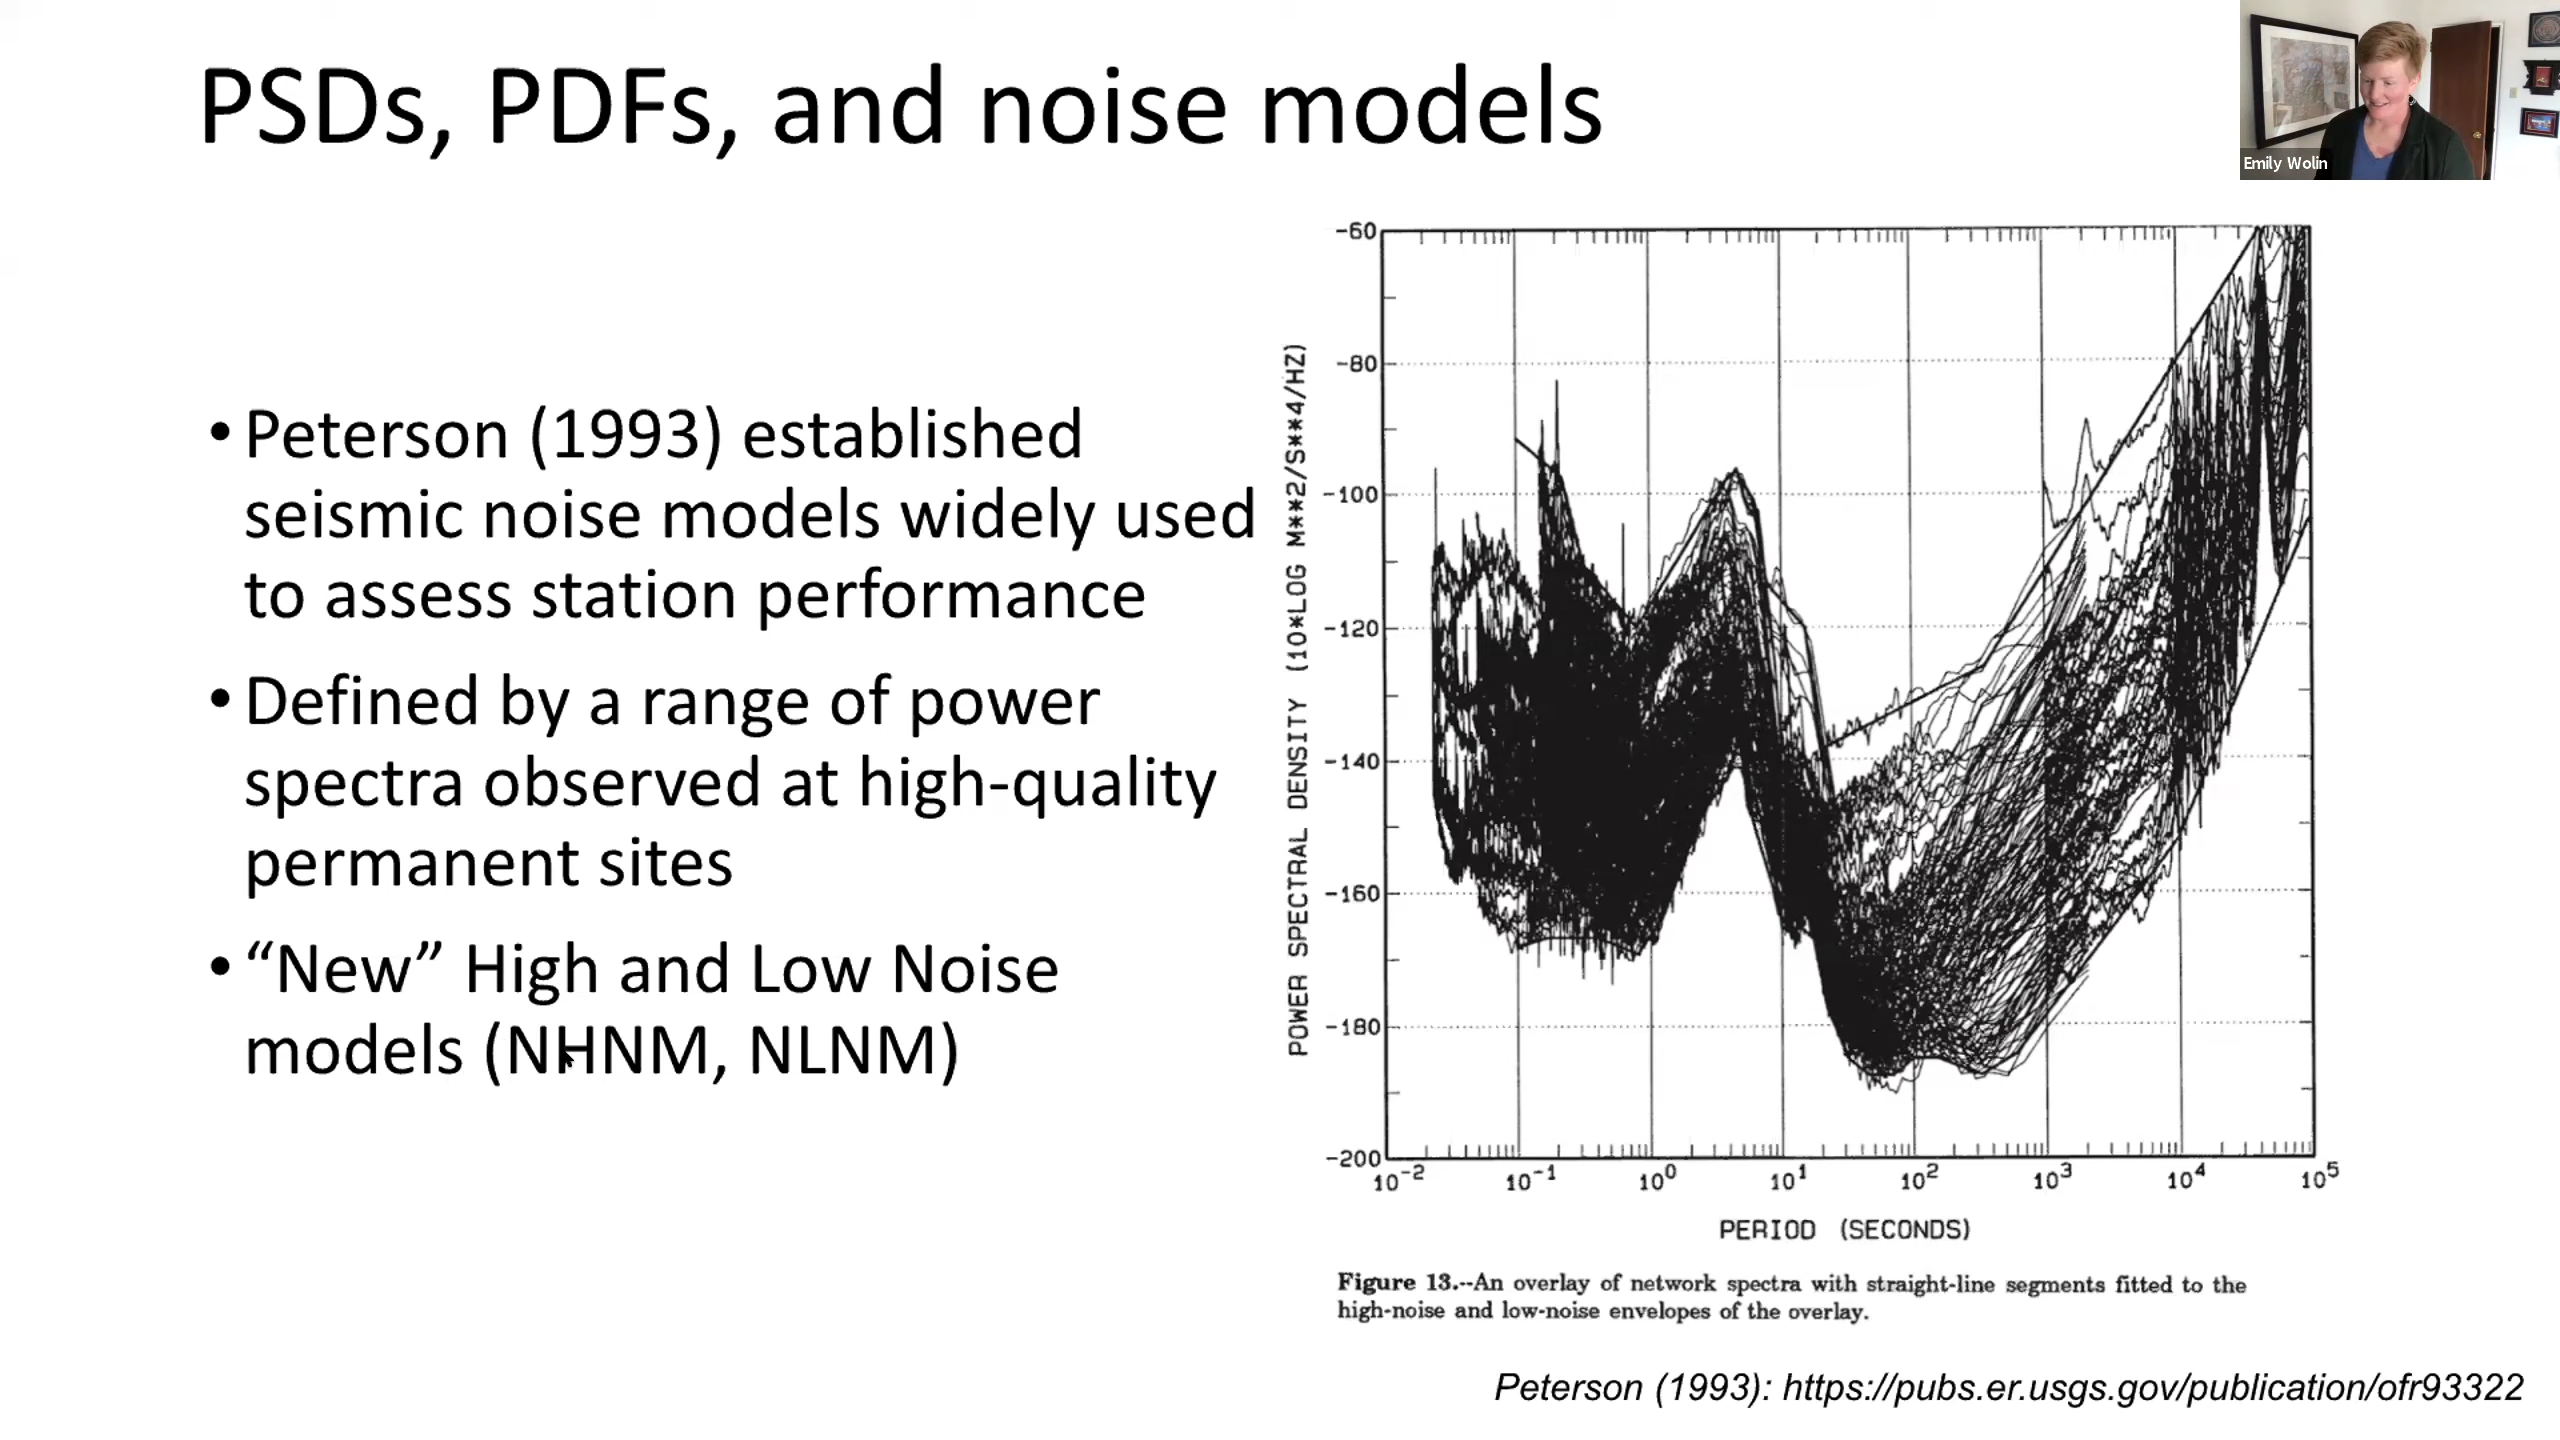 PSDs, PDFs, and noise models
Emily Wolin
•Peterson (1993) established
seismic noise models widely used
to assess station performance
•Defined by a range of power
spectra observed at high-quality
permanent sites
•“New” High and Low Noise
models (NHNM, NLNM)
POWER SPECTRAL DENSITY (10*LOG M**2/S**4/HZ)
-60
-80
-100
-120
-140
-160
-180
-200
10⁻² 10⁻¹ 10⁰ 10¹ 10² 10³ 10⁴ 10⁵
PERIOD (SECONDS)
Figure 13.--An overlay of network spectra with straight-line segments fitted to the
high-noise and low-noise envelopes of the overlay.
Peterson (1993): https://pubs.er.usgs.gov/publication/ofr93322